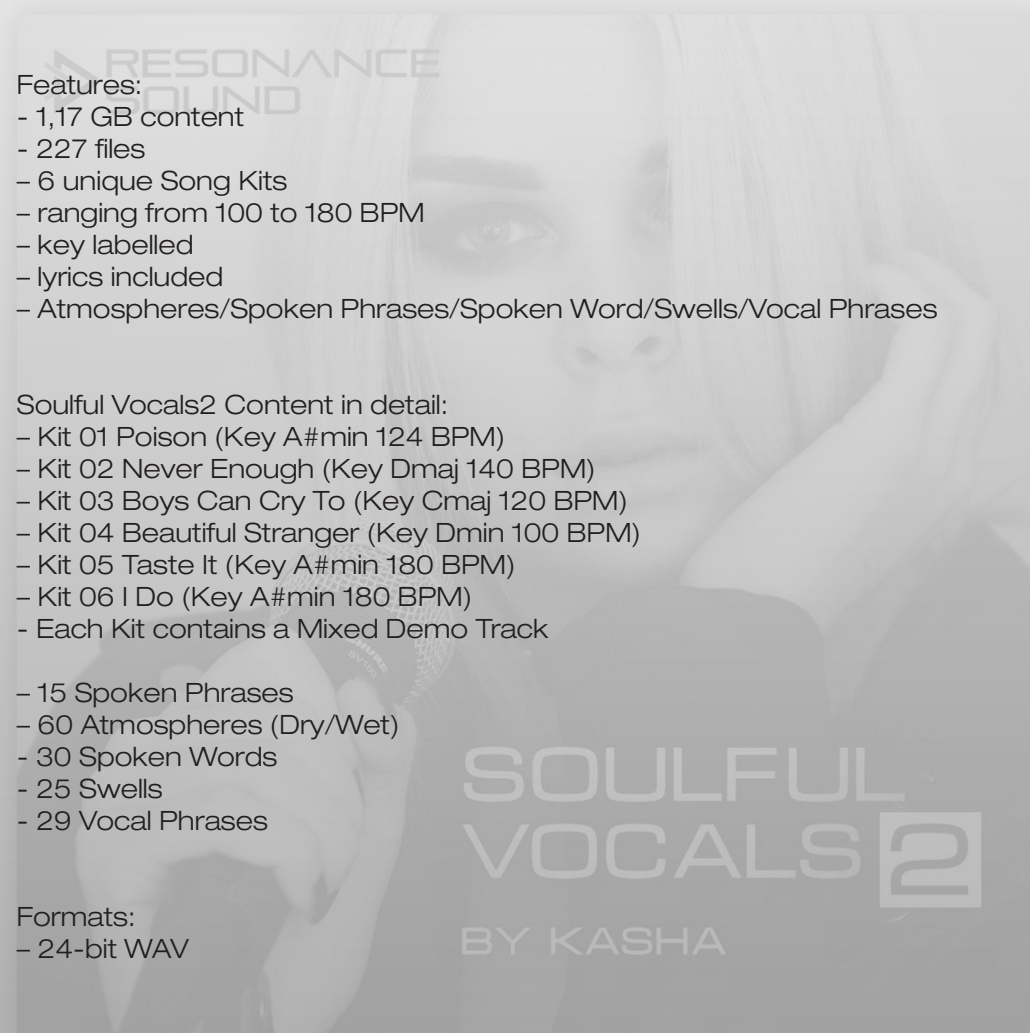 RESONANCE
SOUND
Features:
- 1,17 GB content
- 227 files
– 6 unique Song Kits
– ranging from 100 to 180 BPM
– key labelled
– lyrics included
– Atmospheres/Spoken Phrases/Spoken Word/Swells/Vocal Phrases
Soulful Vocals2 Content in detail:
– Kit 01 Poison (Key A#min 124 BPM)
– Kit 02 Never Enough (Key Dmaj 140 BPM)
– Kit 03 Boys Can Cry To (Key Cmaj 120 BPM)
– Kit 04 Beautiful Stranger (Key Dmin 100 BPM)
– Kit 05 Taste It (Key A#min 180 BPM)
– Kit 06 I Do (Key A#min 180 BPM)
- Each Kit contains a Mixed Demo Track
SHURE
SV100
– 15 Spoken Phrases
– 60 Atmospheres (Dry/Wet)
- 30 Spoken Words
- 25 Swells
- 29 Vocal Phrases
SOULFUL
VOCALS 2
BY KASHA
Formats:
– 24-bit WAV